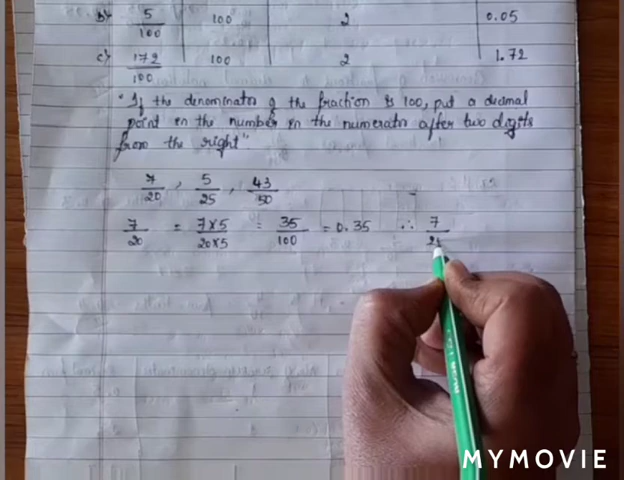 b) 5/100 100 2 0.05
c) 172/100 100 2 1.72
"If the denominator of the fraction is 100, put a decimal
point in the number in the numerator after two digits
from the right"
7/20 , 5/25 , 43/50
7/20 = 7×5/20×5 = 35/100 = 0.35 ∴ 7/2
MYMOVIE